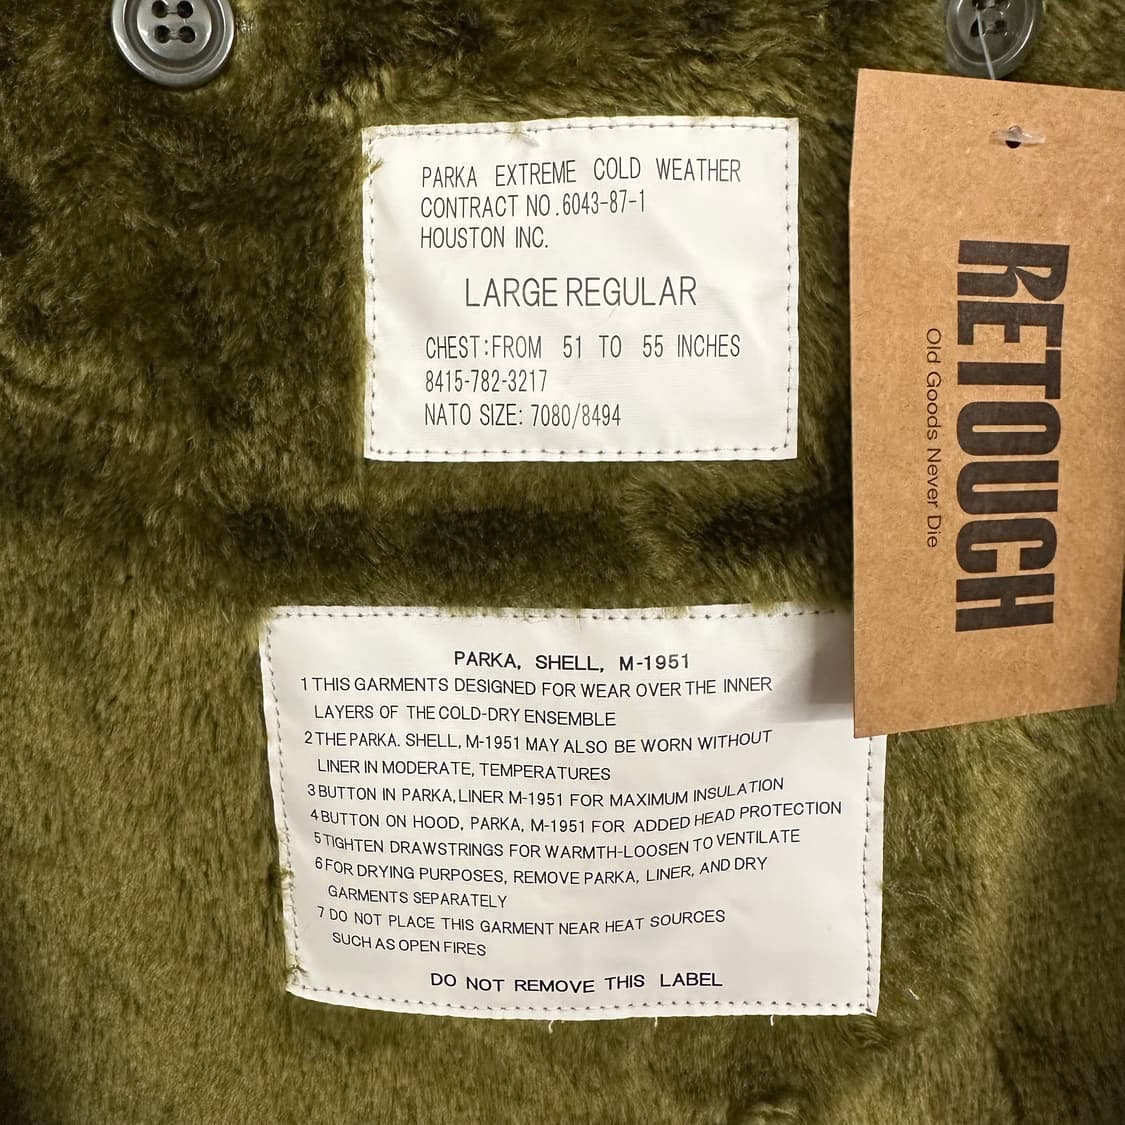 PARKA EXTREME COLD WEATHER
CONTRACT NO.6043-87-1
HOUSTON INC.
LARGE REGULAR
CHEST:FROM 51 TO 55 INCHES
8415-782-3217
NATO SIZE: 7080/8494
RETOUCH
Old Goods Never Die
PARKA, SHELL, M-1951
1 THIS GARMENTS DESIGNED FOR WEAR OVER THE INNER
LAYERS OF THE COLD-DRY ENSEMBLE
2 THE PARKA. SHELL, M-1951 MAY ALSO BE WORN WITHOUT
LINER IN MODERATE, TEMPERATURES
3 BUTTON IN PARKA, LINER M-1951 FOR MAXIMUM INSULATION
4 BUTTON ON HOOD, PARKA, M-1951 FOR ADDED HEAD PROTECTION
5 TIGHTEN DRAWSTRINGS FOR WARMTH-LOOSEN TO VENTILATE
6 FOR DRYING PURPOSES, REMOVE PARKA, LINER, AND DRY
GARMENTS SEPARATELY
7 DO NOT PLACE THIS GARMENT NEAR HEAT SOURCES
SUCH AS OPEN FIRES
DO NOT REMOVE THIS LABEL